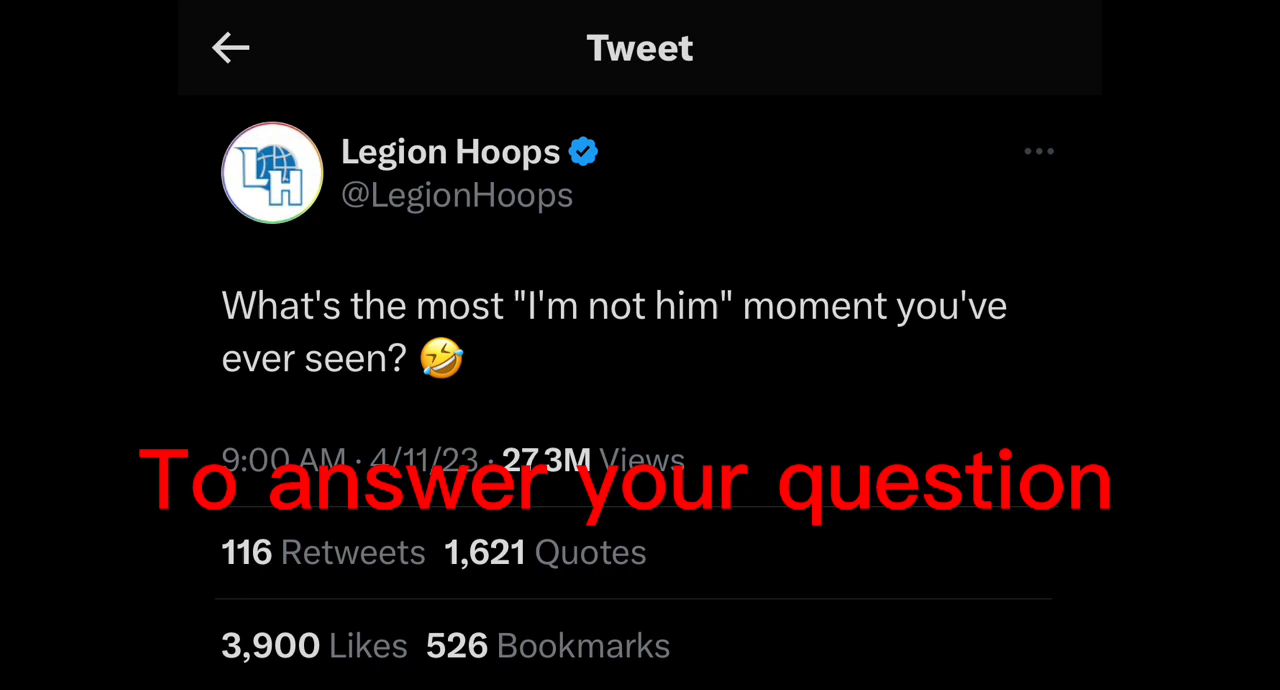 Tweet
LH
Legion Hoops
@LegionHoops
What's the most "I'm not him" moment you've
ever seen? 🤣
9:00 AM · 4/11/23 · 27.3M Views
To answer your question
116 Retweets 1,621 Quotes
3,900 Likes 526 Bookmarks